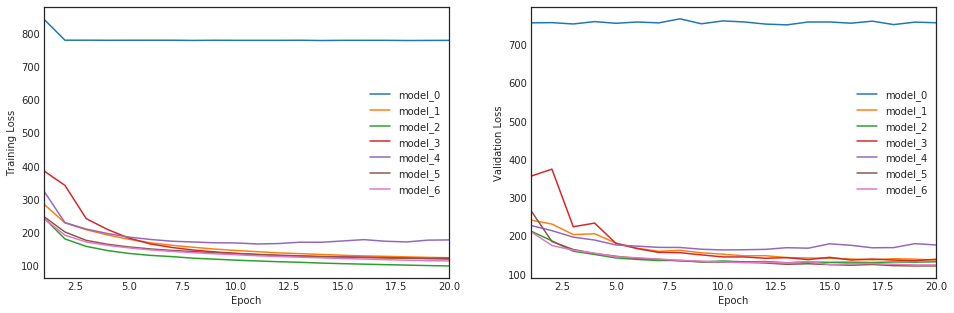 800
700
600
500
400
300
200
100
Training Loss
model_0
model_1
model_2
model_3
model_4
model_5
model_6
2.5 5.0 7.5 10.0 12.5 15.0 17.5 20.0
Epoch
700
600
500
400
300
200
100
Validation Loss
model_0
model_1
model_2
model_3
model_4
model_5
model_6
2.5 5.0 7.5 10.0 12.5 15.0 17.5 20.0
Epoch